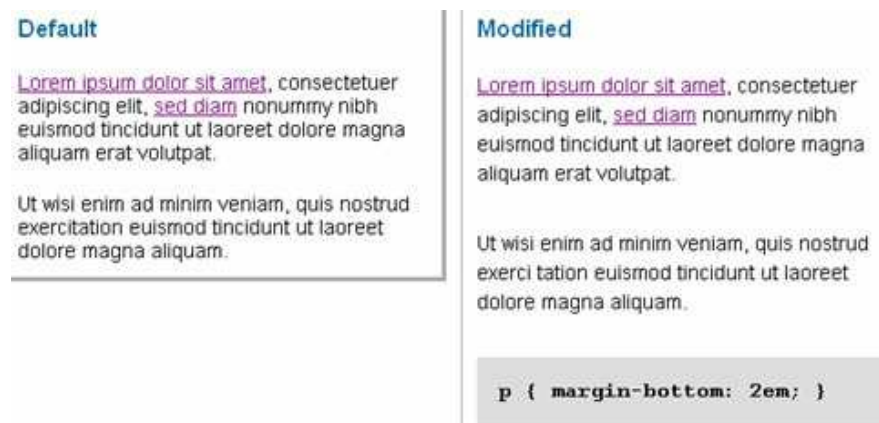 Default
Lorem ipsum dolor sit amet, consectetuer
adipiscing elit, sed diam nonummy nibh
euismod tincidunt ut laoreet dolore magna
aliquam erat volutpat.
Ut wisi enim ad minim veniam, quis nostrud
exercitation euismod tincidunt ut laoreet
dolore magna aliquam.
Modified
Lorem ipsum dolor sit amet, consectetuer
adipiscing elit, sed diam nonummy nibh
euismod tincidunt ut laoreet dolore magna
aliquam erat volutpat.
Ut wisi enim ad minim veniam, quis nostrud
exerci tation euismod tincidunt ut laoreet
dolore magna aliquam.
p { margin-bottom: 2em; }